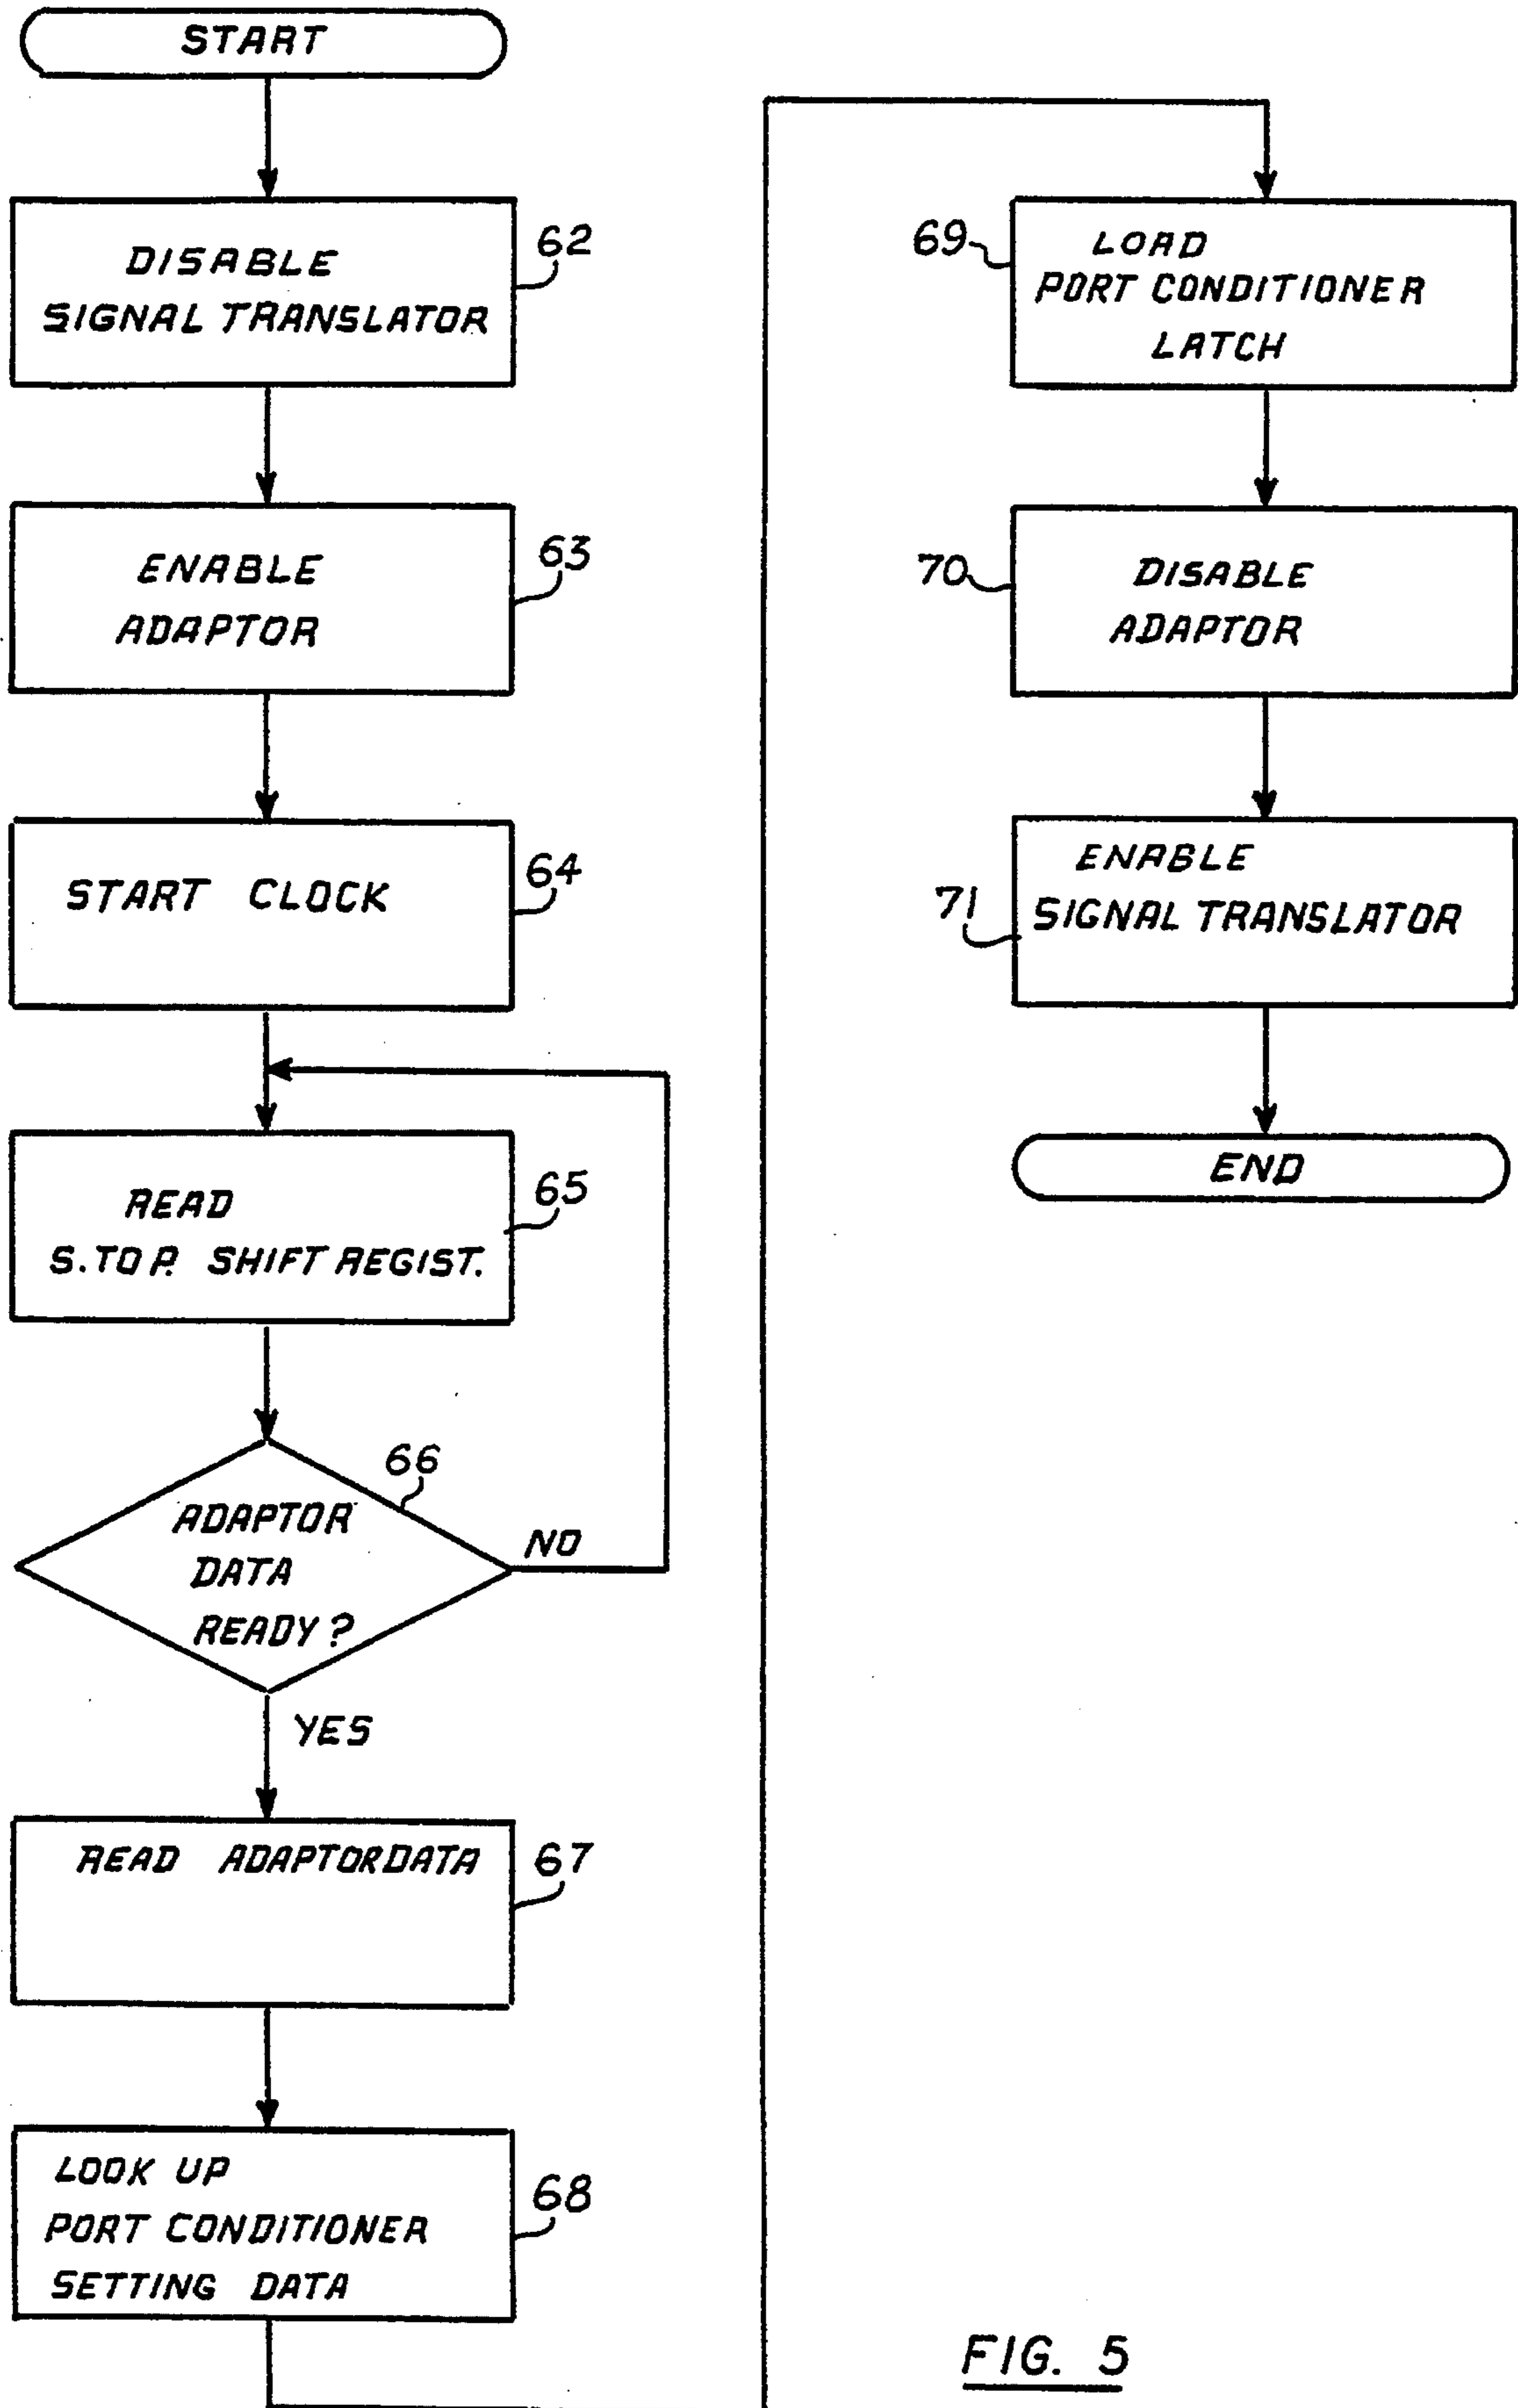 START
DISABLE
SIGNAL TRANSLATOR
62
ENABLE
ADAPTOR
63
START CLOCK
64
READ
S.TO P. SHIFT REGIST.
65
66
ADAPTOR
DATA
READY?
NO
YES
READ ADAPTOR DATA
67
LOOK UP
PORT CONDITIONER
SETTING DATA
68
69
LOAD
PORT CONDITIONER
LATCH
70
DISABLE
ADAPTOR
71
ENABLE
SIGNAL TRANSLATOR
END
FIG. 5